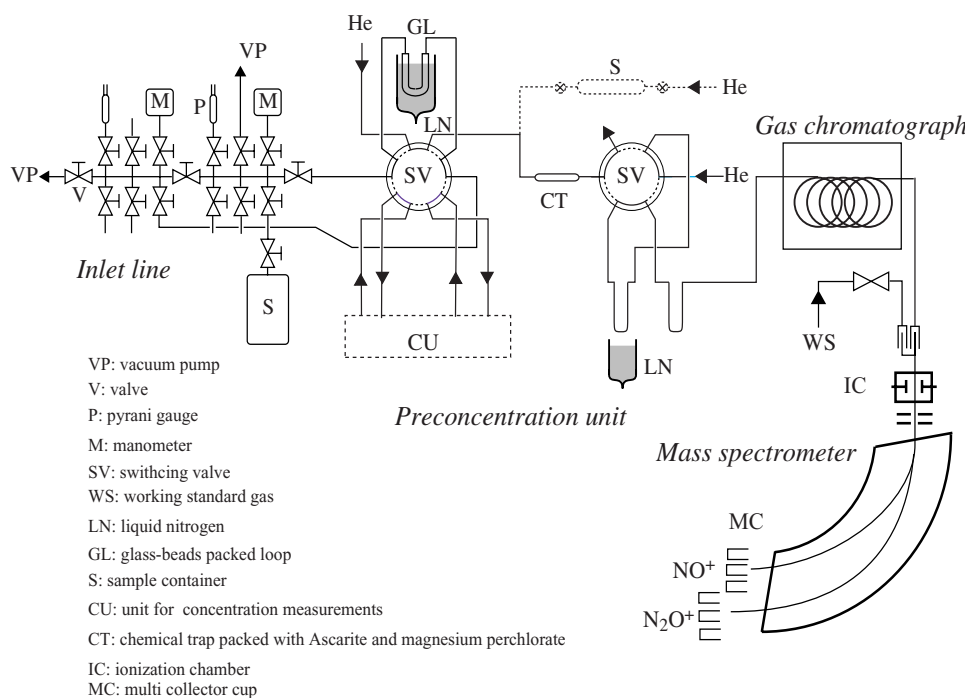 He
GL
VP
S
He
M
P
M
LN
Gas chromatograph
VP
V
SV
CT
SV
He
Inlet line
S
CU
WS
LN
IC
VP: vacuum pump
V: valve
P: pyrani gauge
M: manometer
SV: swithcing valve
WS: working standard gas
LN: liquid nitrogen
GL: glass-beads packed loop
S: sample container
CU: unit for concentration measurements
CT: chemical trap packed with Ascarite and magnesium perchlorate
IC: ionization chamber
MC: multi collector cup
Preconcentration unit
Mass spectrometer
MC
NO⁺
N₂O⁺